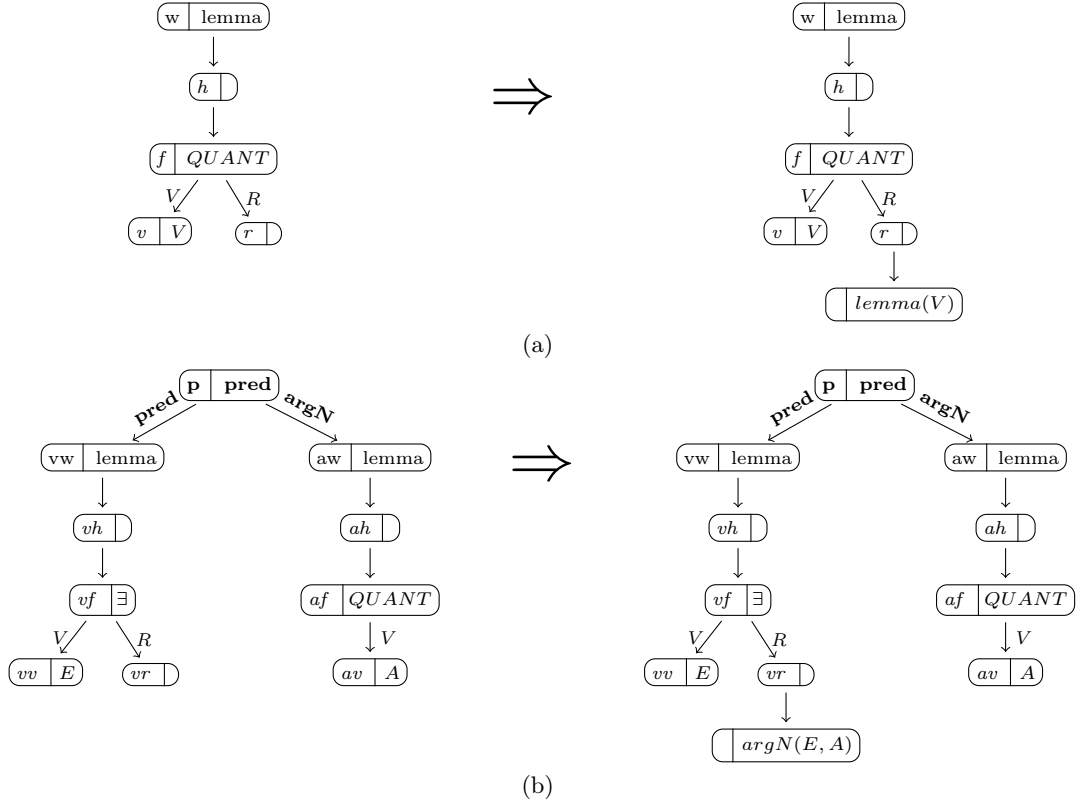 w lemma w lemma
h ⇒ h
f QUANT f QUANT
V R V R
v V r v V r
lemma(V)
(a)
p pred p pred
pred argN pred argN
vw lemma aw lemma ⇒ vw lemma aw lemma
vh ah vh ah
vf ∃ af QUANT vf ∃ af QUANT
V R V V R V
vv E vr av A vv E vr av A
argN(E, A)
(b)